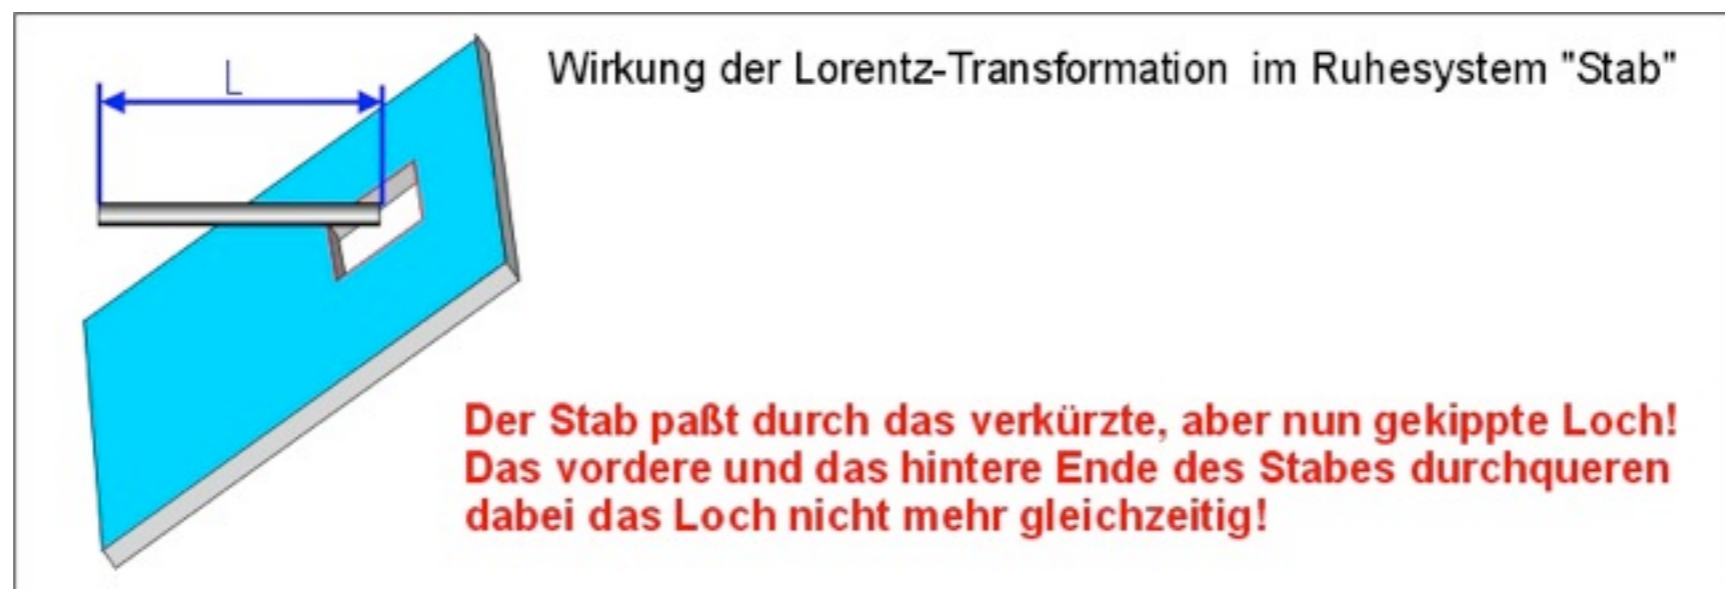 L
Wirkung der Lorentz-Transformation im Ruhesystem "Stab"
Der Stab paßt durch das verkürzte, aber nun gekippte Loch!
Das vordere und das hintere Ende des Stabes durchqueren
dabei das Loch nicht mehr gleichzeitig!